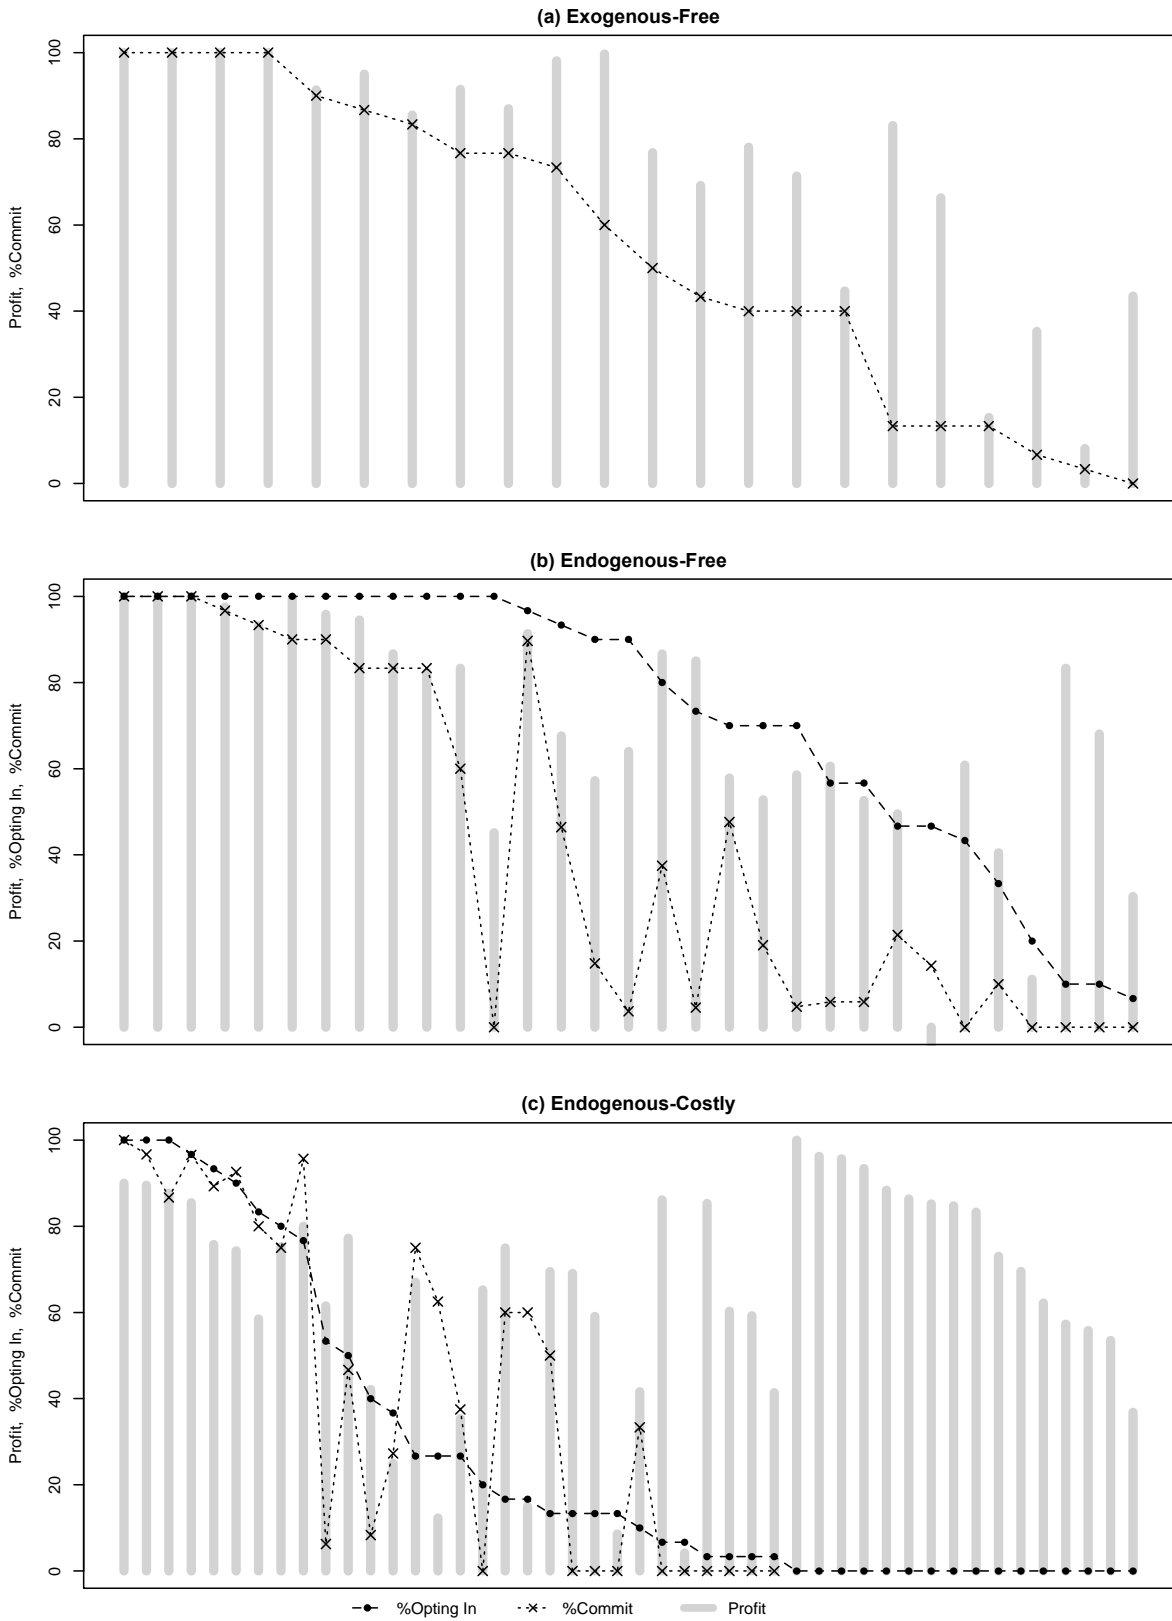 (a) Exogenous-Free
Profit, %Commit
100
80
60
40
20
0
(b) Endogenous-Free
Profit, %Opting In, %Commit
100
80
60
40
20
0
(c) Endogenous-Costly
Profit, %Opting In, %Commit
100
80
60
40
20
0
%Opting In %Commit Profit